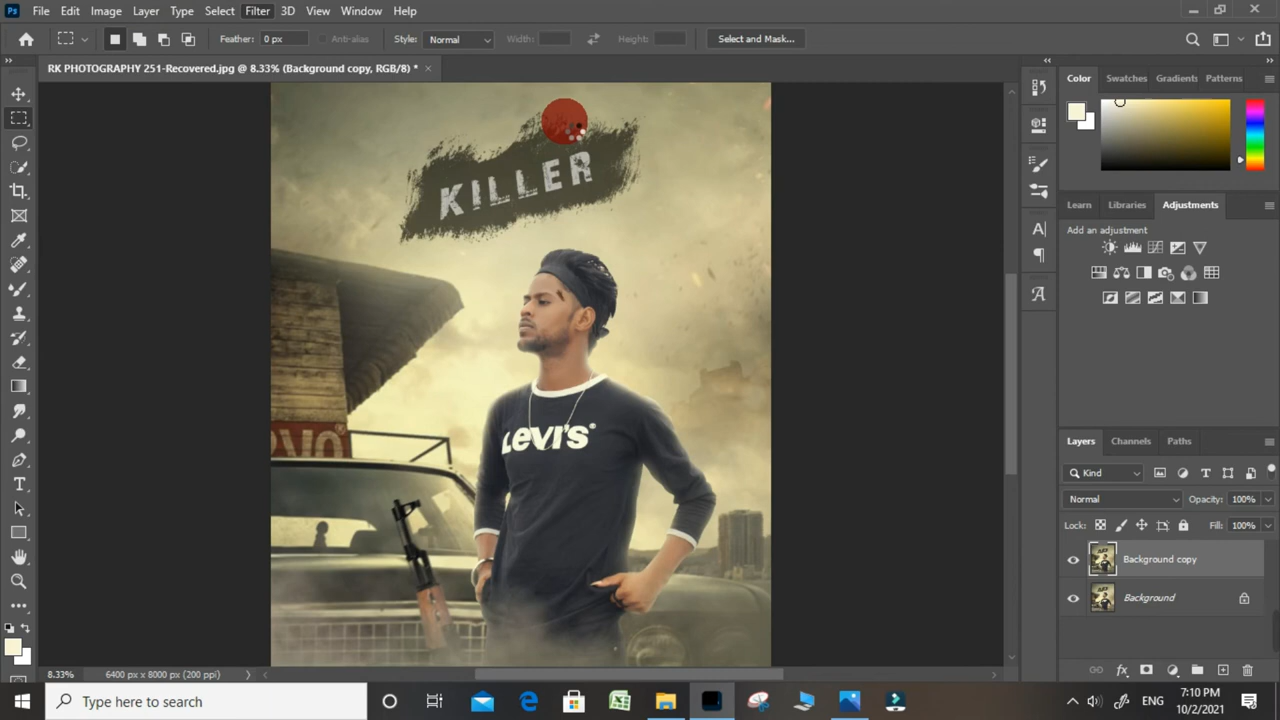 File Edit Image Layer Type Select Filter 3D View Window Help
Feather: 0 px Anti-alias Style: Normal Width: Height: Select and Mask...
RK PHOTOGRAPHY 251-Recovered.jpg @ 8.33% (Background copy, RGB/8) *
Color Swatches Gradients Patterns
KILLER
Learn Libraries Adjustments
Add an adjustment
LEVI'S®
RVO
Layers Channels Paths
Kind
Normal Opacity: 100%
Lock: Fill: 100%
Background copy
Background
8.33% 6400 px x 8000 px (200 ppi)
Type here to search
ENG
7:10 PM
10/2/2021